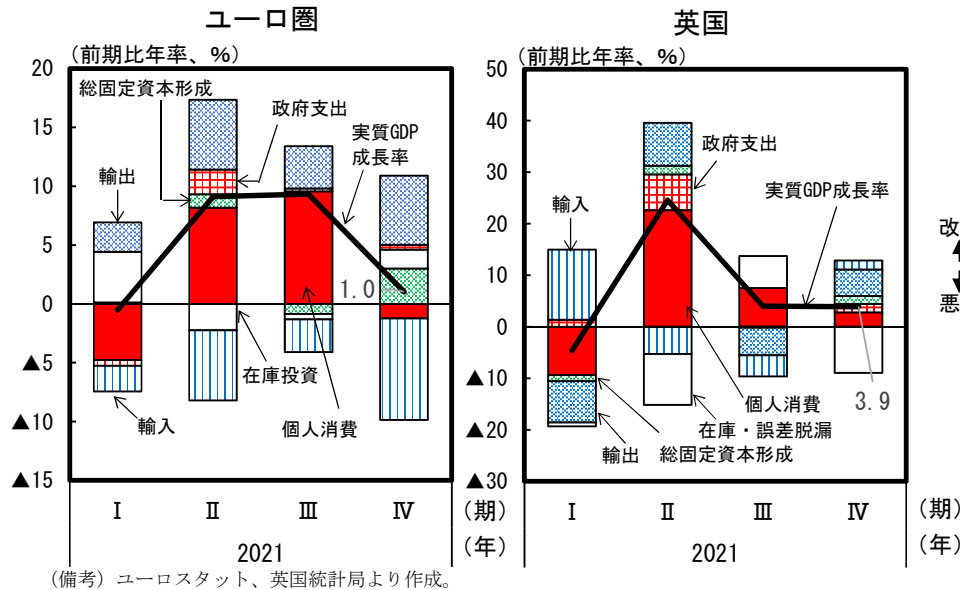 ユーロ圏
(前期比年率、%)
20
15
10
5
0
▲5
▲10
▲15
総固定資本形成
政府支出
実質GDP
成長率
輸出
1.0
在庫投資
輸入
個人消費
Ⅰ Ⅱ Ⅲ Ⅳ (期)
2021 (年)
英国
(前期比年率、%)
50
40
30
20
10
0
▲10
▲20
▲30
政府支出
実質GDP成長率
輸入
個人消費
3.9
在庫・誤差脱漏
輸出
総固定資本形成
Ⅰ Ⅱ Ⅲ Ⅳ (期)
2021 (年)
改
悪
(備考)ユーロスタット、英国統計局より作成。